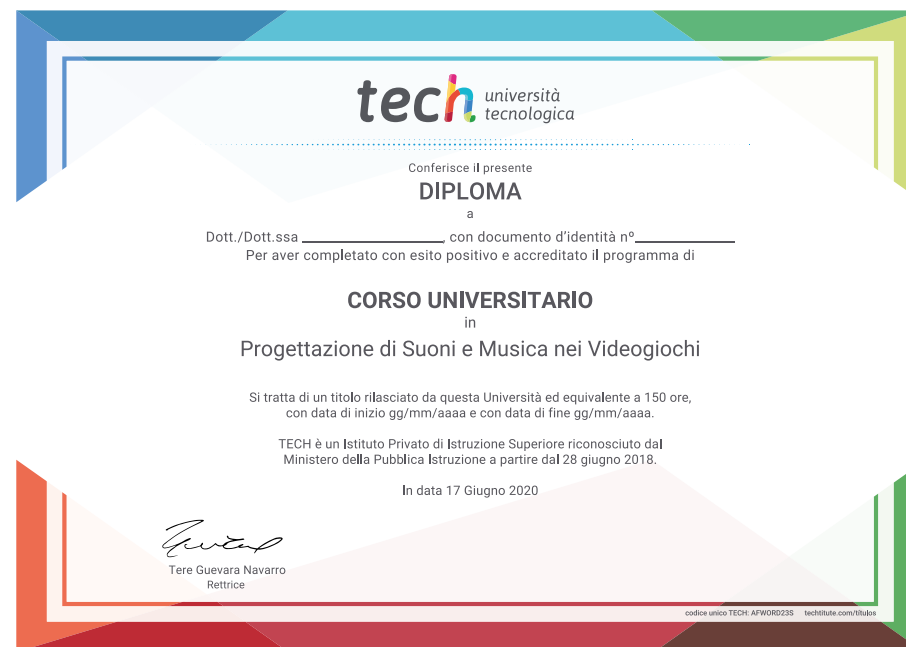 tech università
tecnologica
Conferisce il presente
DIPLOMA
a
Dott./Dott.ssa ________________, con documento d'identità nº____________
Per aver completato con esito positivo e accreditato il programma di
CORSO UNIVERSITARIO
in
Progettazione di Suoni e Musica nei Videogiochi
Si tratta di un titolo rilasciato da questa Università ed equivalente a 150 ore,
con data di inizio gg/mm/aaaa e con data di fine gg/mm/aaaa.
TECH è un Istituto Privato di Istruzione Superiore riconosciuto dal
Ministero della Pubblica Istruzione a partire dal 28 giugno 2018.
In data 17 Giugno 2020
Tere Guevara Navarro
Rettrice
codice unico TECH: AFWORD23S techtitute.com/títulos